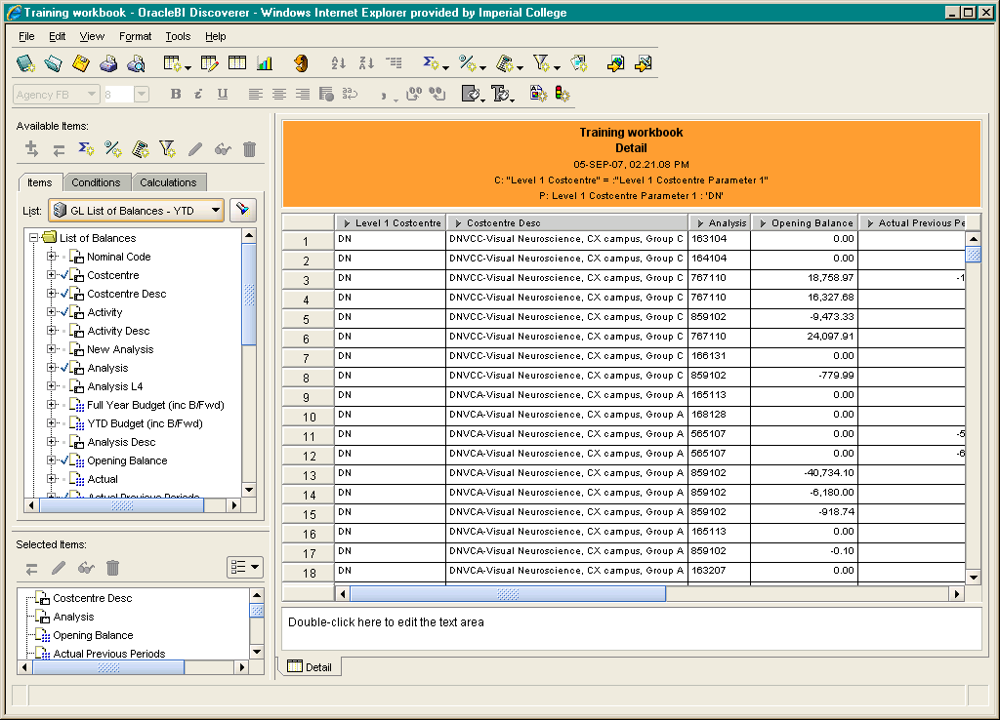 Training workbook - OracleBI Discoverer - Windows Internet Explorer provided by Imperial College
File Edit View Format Tools Help
Agency FB 8 B i U
Available Items:
Items Conditions Calculations
List: GL List of Balances - YTD
List of Balances
Nominal Code
Costcentre
Costcentre Desc
Activity
Activity Desc
New Analysis
Analysis
Analysis L4
Full Year Budget (inc B/Fwd)
YTD Budget (inc B/Fwd)
Analysis Desc
Opening Balance
Actual
Actual Previous Periods
Selected Items:
Costcentre Desc
Analysis
Opening Balance
Actual Previous Periods
Training workbook
Detail
05-SEP-07, 02.21.08 PM
C: "Level 1 Costcentre" = :"Level 1 Costcentre Parameter 1"
P: Level 1 Costcentre Parameter 1 : 'DN'
Level 1 Costcentre Costcentre Desc Analysis Opening Balance Actual Previous Pe
1 DN DNVCC-Visual Neuroscience, CX campus, Group C 163104 0.00
2 DN DNVCC-Visual Neuroscience, CX campus, Group C 164104 0.00
3 DN DNVCC-Visual Neuroscience, CX campus, Group C 767110 18,758.97 -1
4 DN DNVCC-Visual Neuroscience, CX campus, Group C 767110 16,327.68
5 DN DNVCC-Visual Neuroscience, CX campus, Group C 859102 -9,473.33
6 DN DNVCC-Visual Neuroscience, CX campus, Group C 767110 24,097.91
7 DN DNVCC-Visual Neuroscience, CX campus, Group C 166131 0.00
8 DN DNVCC-Visual Neuroscience, CX campus, Group C 859102 -779.99
9 DN DNVCA-Visual Neuroscience, CX campus, Group A 165113 0.00
10 DN DNVCA-Visual Neuroscience, CX campus, Group A 168128 0.00
11 DN DNVCA-Visual Neuroscience, CX campus, Group A 565107 0.00 -5
12 DN DNVCA-Visual Neuroscience, CX campus, Group A 565107 0.00 -6
13 DN DNVCA-Visual Neuroscience, CX campus, Group A 859102 -40,734.10
14 DN DNVCA-Visual Neuroscience, CX campus, Group A 859102 -6,180.00
15 DN DNVCA-Visual Neuroscience, CX campus, Group A 859102 -918.74
16 DN DNVCA-Visual Neuroscience, CX campus, Group A 165113 0.00
17 DN DNVCA-Visual Neuroscience, CX campus, Group A 859102 -0.10
18 DN DNVCA-Visual Neuroscience, CX campus, Group A 163207 0.00
Double-click here to edit the text area
Detail